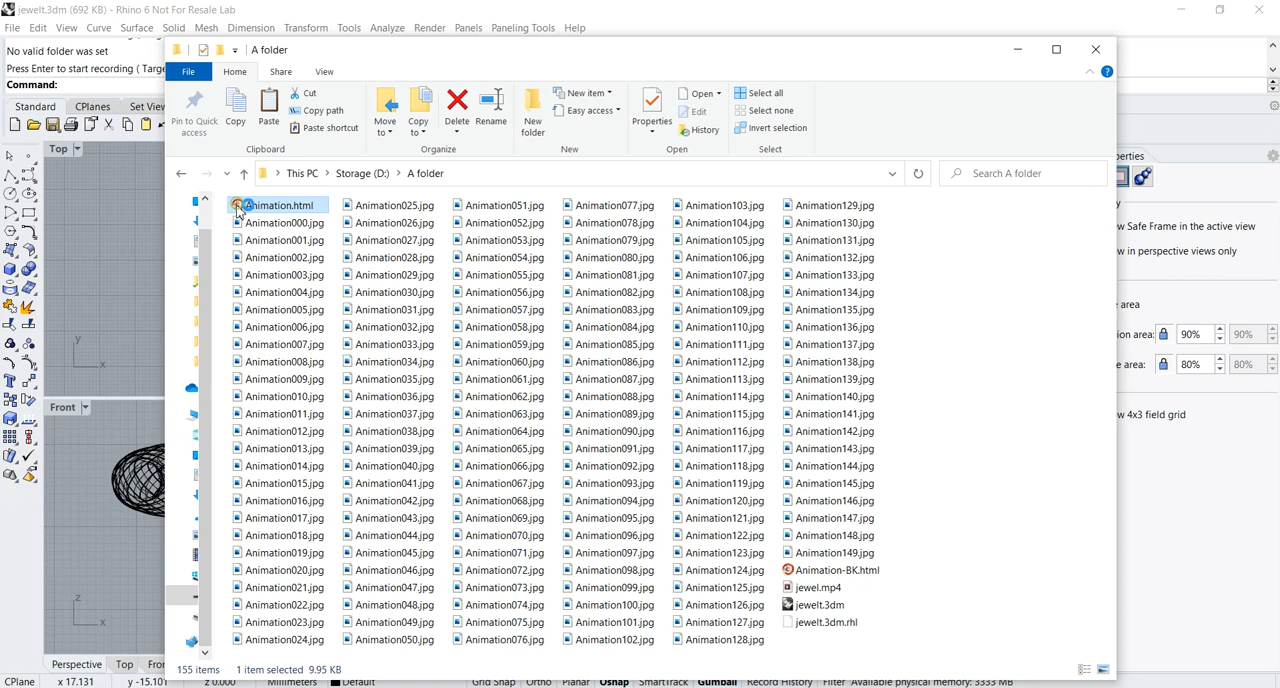 jewelt.3dm (692 KB) - Rhino 6 Not For Resale Lab
File Edit View Curve Surface Solid Mesh Dimension Transform Tools Analyze Render Panels Paneling Tools Help
No valid folder was set
Press Enter to start recording ( Targe
Command:
Standard CPlanes Set View
A folder
File Home Share View
Pin to Quick access
Copy
Paste
Cut
Copy path
Paste shortcut
Clipboard
Move to
Copy to
Delete
Rename
Organize
New folder
New item
Easy access
New
Properties
Open
Edit
History
Open
Select all
Select none
Invert selection
Select
This PC > Storage (D:) > A folder
Search A folder
Top
Front
y
x
z
x
Animation.html
Animation000.jpg
Animation001.jpg
Animation002.jpg
Animation003.jpg
Animation004.jpg
Animation005.jpg
Animation006.jpg
Animation007.jpg
Animation008.jpg
Animation009.jpg
Animation010.jpg
Animation011.jpg
Animation012.jpg
Animation013.jpg
Animation014.jpg
Animation015.jpg
Animation016.jpg
Animation017.jpg
Animation018.jpg
Animation019.jpg
Animation020.jpg
Animation021.jpg
Animation022.jpg
Animation023.jpg
Animation024.jpg
Animation025.jpg
Animation026.jpg
Animation027.jpg
Animation028.jpg
Animation029.jpg
Animation030.jpg
Animation031.jpg
Animation032.jpg
Animation033.jpg
Animation034.jpg
Animation035.jpg
Animation036.jpg
Animation037.jpg
Animation038.jpg
Animation039.jpg
Animation040.jpg
Animation041.jpg
Animation042.jpg
Animation043.jpg
Animation044.jpg
Animation045.jpg
Animation046.jpg
Animation047.jpg
Animation048.jpg
Animation049.jpg
Animation050.jpg
Animation051.jpg
Animation052.jpg
Animation053.jpg
Animation054.jpg
Animation055.jpg
Animation056.jpg
Animation057.jpg
Animation058.jpg
Animation059.jpg
Animation060.jpg
Animation061.jpg
Animation062.jpg
Animation063.jpg
Animation064.jpg
Animation065.jpg
Animation066.jpg
Animation067.jpg
Animation068.jpg
Animation069.jpg
Animation070.jpg
Animation071.jpg
Animation072.jpg
Animation073.jpg
Animation074.jpg
Animation075.jpg
Animation076.jpg
Animation077.jpg
Animation078.jpg
Animation079.jpg
Animation080.jpg
Animation081.jpg
Animation082.jpg
Animation083.jpg
Animation084.jpg
Animation085.jpg
Animation086.jpg
Animation087.jpg
Animation088.jpg
Animation089.jpg
Animation090.jpg
Animation091.jpg
Animation092.jpg
Animation093.jpg
Animation094.jpg
Animation095.jpg
Animation096.jpg
Animation097.jpg
Animation098.jpg
Animation099.jpg
Animation100.jpg
Animation101.jpg
Animation102.jpg
Animation103.jpg
Animation104.jpg
Animation105.jpg
Animation106.jpg
Animation107.jpg
Animation108.jpg
Animation109.jpg
Animation110.jpg
Animation111.jpg
Animation112.jpg
Animation113.jpg
Animation114.jpg
Animation115.jpg
Animation116.jpg
Animation117.jpg
Animation118.jpg
Animation119.jpg
Animation120.jpg
Animation121.jpg
Animation122.jpg
Animation123.jpg
Animation124.jpg
Animation125.jpg
Animation126.jpg
Animation127.jpg
Animation128.jpg
Animation129.jpg
Animation130.jpg
Animation131.jpg
Animation132.jpg
Animation133.jpg
Animation134.jpg
Animation135.jpg
Animation136.jpg
Animation137.jpg
Animation138.jpg
Animation139.jpg
Animation140.jpg
Animation141.jpg
Animation142.jpg
Animation143.jpg
Animation144.jpg
Animation145.jpg
Animation146.jpg
Animation147.jpg
Animation148.jpg
Animation149.jpg
Animation-BK.html
jewel.mp4
jewelt.3dm
jewelt.3dm.rhl
155 items 1 item selected 9.95 KB
erties
y
w Safe Frame in the active view
w in perspective views only
e area
ion area: 90% 90%
e area: 80% 80%
w 4x3 field grid
Perspective Top Fron
CPlane x 17.131 y -15.101 z 0.000 Millimeters Default Grid Snap Ortho Planar Osnap SmartTrack Gumball Record History Filter Available physical memory: 3333 MB